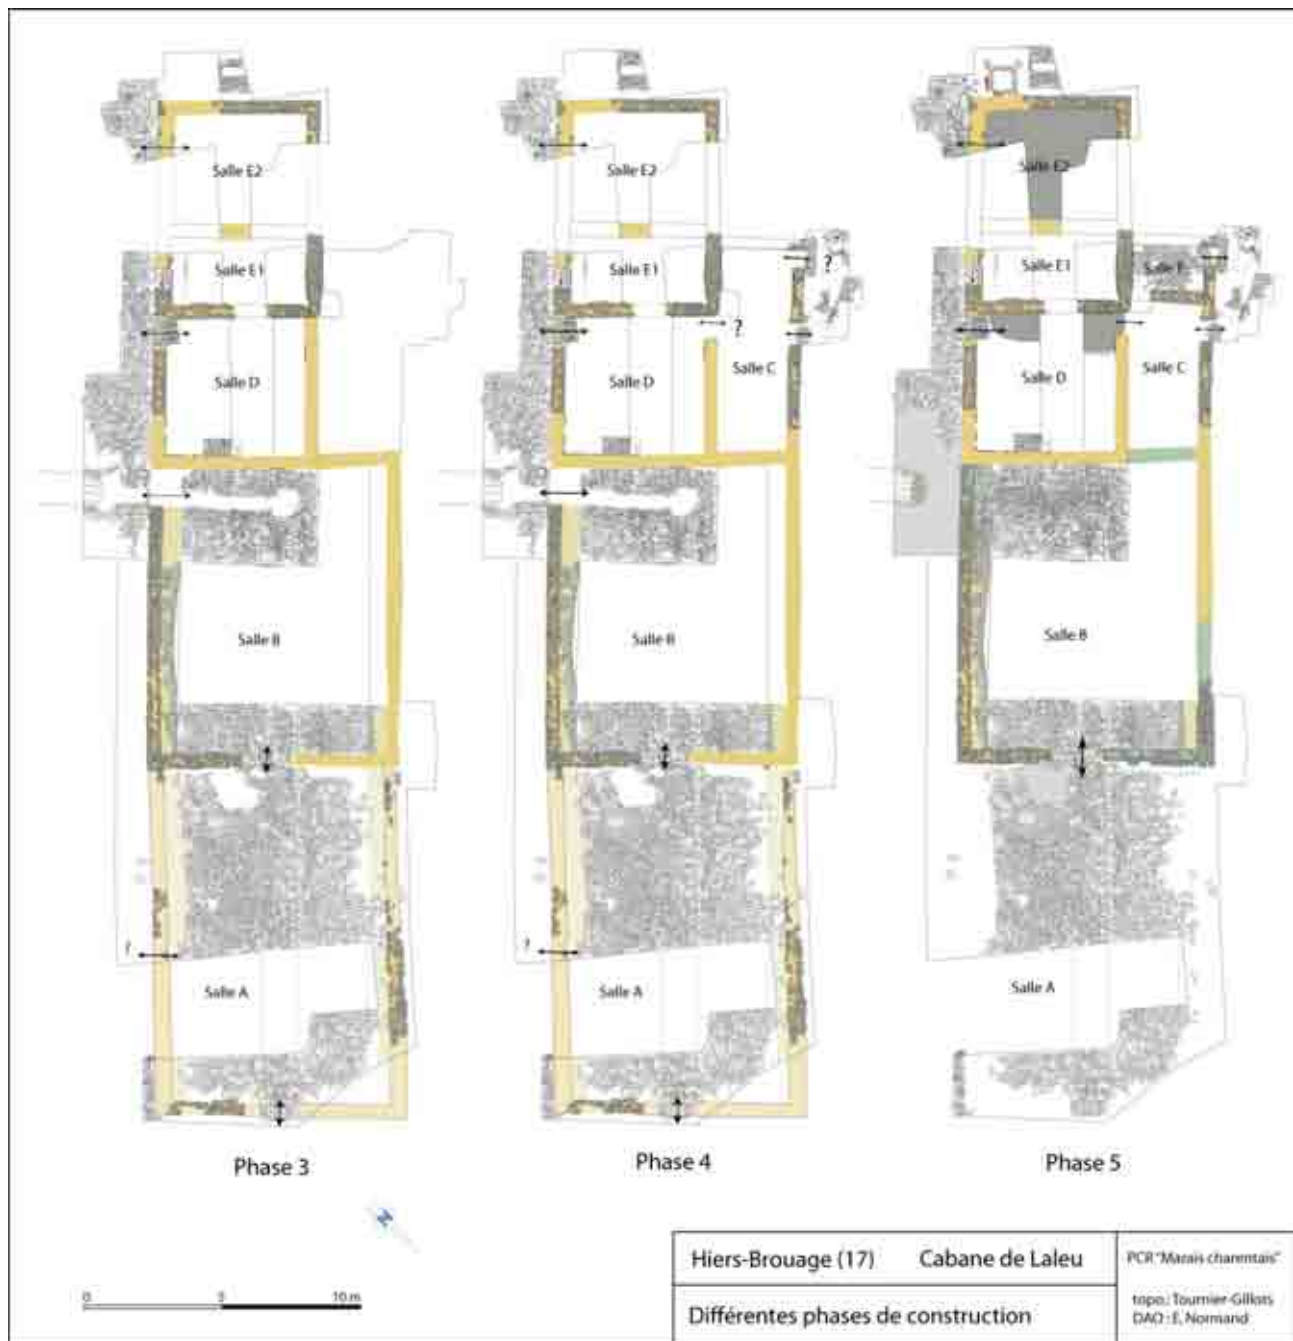 Salle E2
Salle E1
Salle D
Salle B
?
Salle A
Phase 3
Salle E2
Salle E1
?
?
Salle D
Salle C
Salle B
?
Salle A
Phase 4
Salle E2
Salle E1
Salle F
Salle D
Salle C
Salle B
Salle A
Phase 5
N
0 5 10 m
Hiers-Brouage (17) Cabane de Laleu
Différentes phases de construction
PCR "Marais charentais"
topo.: Tournier-Gillots
DAO : E. Normand